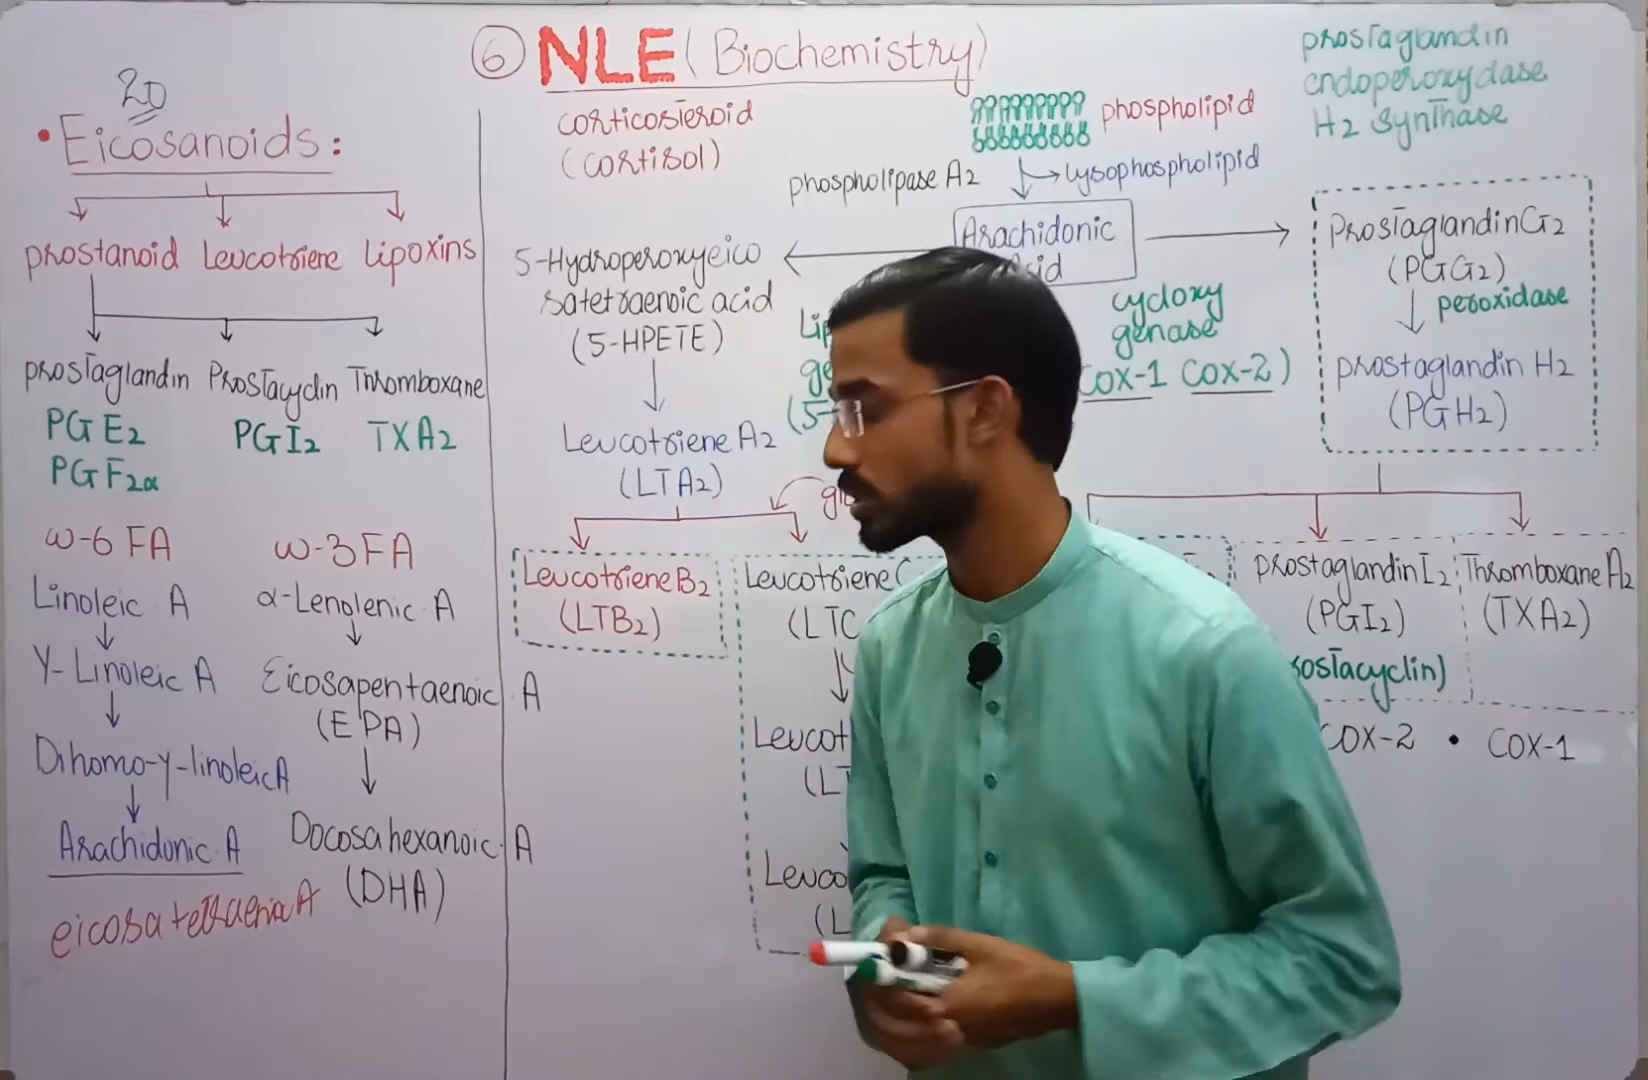 6 NLE (Biochemistry)
20
• Eicosanoids:
prostanoid Leucotriene Lipoxins
prostaglandin Prostacyclin Thromboxane
PGE2 PGI2 TXA2
PGF2α
ω-6 FA
Linoleic A
γ-Linoleic A
Dihomo-γ-linoleic A
Arachidonic A
eicosatetraenic A
ω-3 FA
α-Lenolenic A
Eicosapentaenoic A
(EPA)
Docosahexanoic A
(DHA)
corticosteroid
(cortisol)
phospholipid
phospholipase A2
lysophospholipid
Arachidonic
5-Hydroperoxyeico
satetraenoic acid
(5-HPETE)
Leucotriene A2
(LTA2)
Leucotriene B2
(LTB2)
cycloxy
genase
COX-1 COX-2)
prostaglandin
endoperoxydase
H2 synthase
Prostaglandin G2
(PGG2)
peroxidase
prostaglandin H2
(PGH2)
prostaglandin I2
(PGI2)
COX-2
Thromboxane A2
(TXA2)
• COX-1